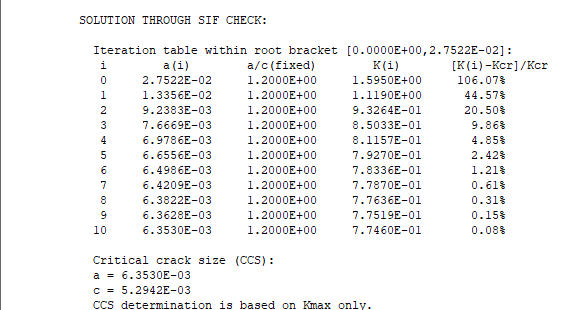 SOLUTION THROUGH SIF CHECK:
Iteration table within root bracket [0.0000E+00,2.7522E-02]:
i a(i) a/c(fixed) K(i) [K(i)-Kcr]/Kcr
0 2.7522E-02 1.2000E+00 1.5950E+00 106.07%
1 1.3356E-02 1.2000E+00 1.1190E+00 44.57%
2 9.2383E-03 1.2000E+00 9.3264E-01 20.50%
3 7.6669E-03 1.2000E+00 8.5033E-01 9.86%
4 6.9786E-03 1.2000E+00 8.1157E-01 4.85%
5 6.6556E-03 1.2000E+00 7.9270E-01 2.42%
6 6.4986E-03 1.2000E+00 7.8336E-01 1.21%
7 6.4209E-03 1.2000E+00 7.7870E-01 0.61%
8 6.3822E-03 1.2000E+00 7.7636E-01 0.31%
9 6.3628E-03 1.2000E+00 7.7519E-01 0.15%
10 6.3530E-03 1.2000E+00 7.7460E-01 0.08%
Critical crack size (CCS):
a = 6.3530E-03
c = 5.2942E-03
CCS determination is based on Kmax only.